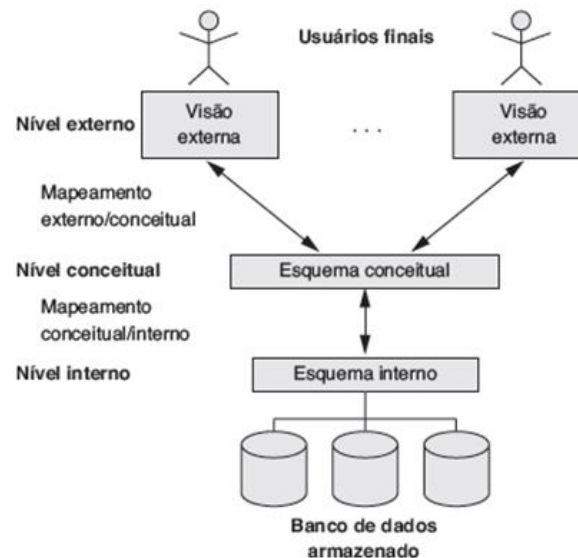 Usuários finais
Nível externo
Visão
externa
. . .
Visão
externa
Mapeamento
externo/conceitual
Nível conceitual
Esquema conceitual
Mapeamento
conceitual/interno
Nível interno
Esquema interno
Banco de dados
armazenado